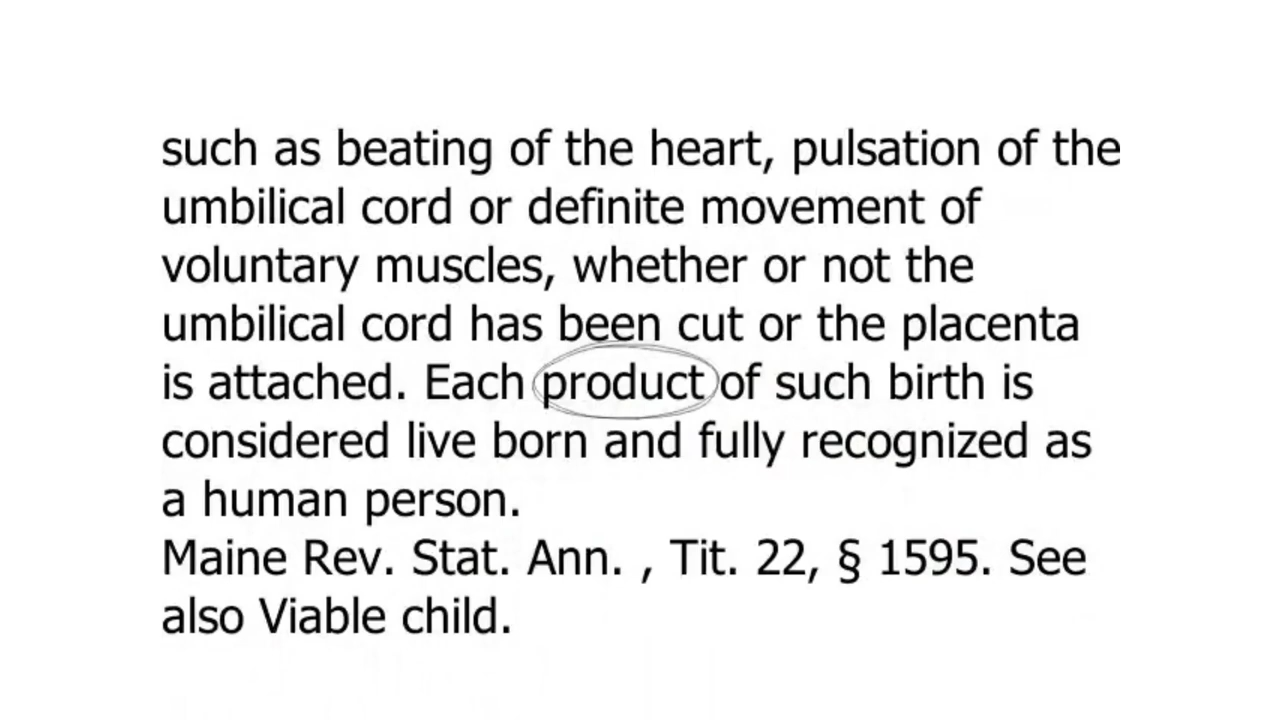 such as beating of the heart, pulsation of the
umbilical cord or definite movement of
voluntary muscles, whether or not the
umbilical cord has been cut or the placenta
is attached. Each product of such birth is
considered live born and fully recognized as
a human person.
Maine Rev. Stat. Ann. , Tit. 22, § 1595. See
also Viable child.